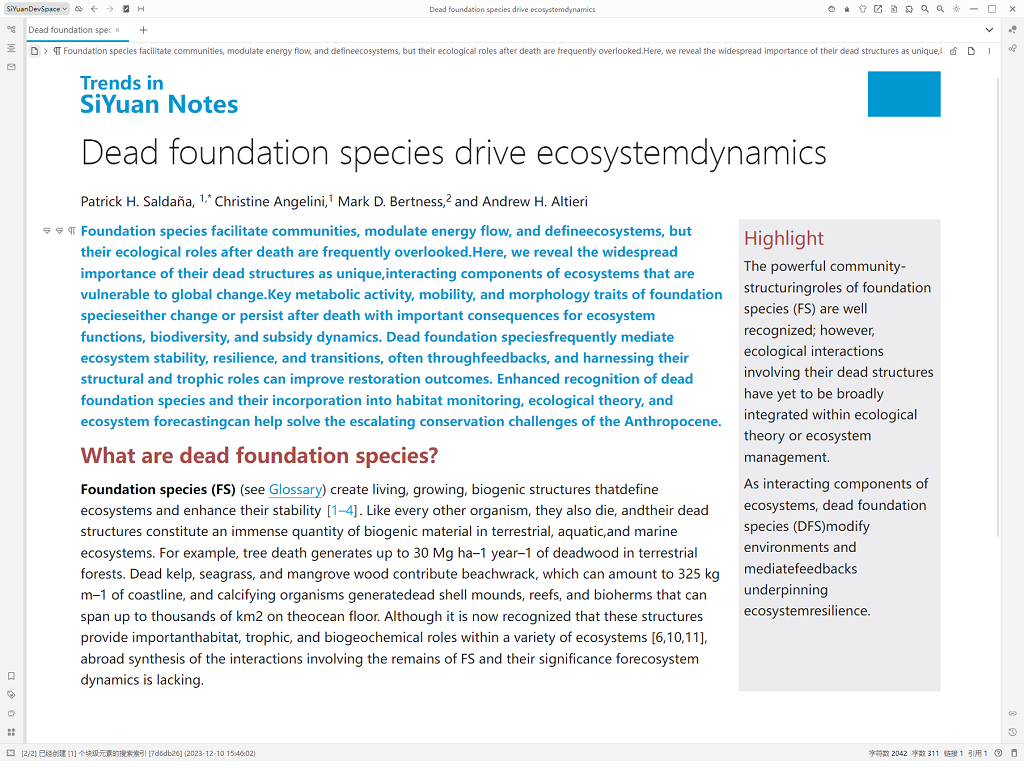 SiYuanDevSpace
Dead foundation species drive ecosystemdynamics
Dead foundation spec
Foundation species facilitate communities, modulate energy flow, and defineecosystems, but their ecological roles after death are frequently overlooked.Here, we reveal the widespread importance of their dead structures as unique,i
Trends in
SiYuan Notes
Dead foundation species drive ecosystemdynamics
Patrick H. Saldaña, 1,* Christine Angelini,1 Mark D. Bertness,2 and Andrew H. Altieri
Foundation species facilitate communities, modulate energy flow, and defineecosystems, but
their ecological roles after death are frequently overlooked.Here, we reveal the widespread
importance of their dead structures as unique,interacting components of ecosystems that are
vulnerable to global change.Key metabolic activity, mobility, and morphology traits of foundation
specieseither change or persist after death with important consequences for ecosystem
functions, biodiversity, and subsidy dynamics. Dead foundation speciesfrequently mediate
ecosystem stability, resilience, and transitions, often throughfeedbacks, and harnessing their
structural and trophic roles can improve restoration outcomes. Enhanced recognition of dead
foundation species and their incorporation into habitat monitoring, ecological theory, and
ecosystem forecastingcan help solve the escalating conservation challenges of the Anthropocene.
What are dead foundation species?
Foundation species (FS) (see Glossary) create living, growing, biogenic structures thatdefine
ecosystems and enhance their stability [1–4]. Like every other organism, they also die, andtheir dead
structures constitute an immense quantity of biogenic material in terrestrial, aquatic,and marine
ecosystems. For example, tree death generates up to 30 Mg ha–1 year–1 of deadwood in terrestrial
forests. Dead kelp, seagrass, and mangrove wood contribute beachwrack, which can amount to 325 kg
m–1 of coastline, and calcifying organisms generatedead shell mounds, reefs, and bioherms that can
span up to thousands of km2 on theocean floor. Although it is now recognized that these structures
provide importanthabitat, trophic, and biogeochemical roles within a variety of ecosystems [6,10,11],
abroad synthesis of the interactions involving the remains of FS and their significance forecosystem
dynamics is lacking.
Highlight
The powerful community-
structuringroles of foundation
species (FS) are well
recognized; however,
ecological interactions
involving their dead structures
have yet to be broadly
integrated within ecological
theory or ecosystem
management.
As interacting components of
ecosystems, dead foundation
species (DFS)modify
environments and
mediatefeedbacks
underpinning
ecosystemresilience.
[2/2] 已经创建 [1] 个块级元素的搜索索引 [7d6db26] (2023-12-10 15:46:02)
字符数 2042 字数 311 链接 1 引用 1